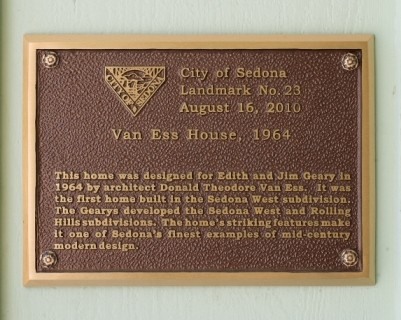 City of Sedona
Landmark No. 23
August 16, 2010
Van Ess House, 1964
This home was designed for Edith and Jim Geary in
1964 by architect Donald Theodore Van Ess. It was
the first home built in the Sedona West subdivision.
The Gearys developed the Sedona West and Rolling
Hills subdivisions. The home's striking features make
it one of Sedona's finest examples of mid-century
modern design.